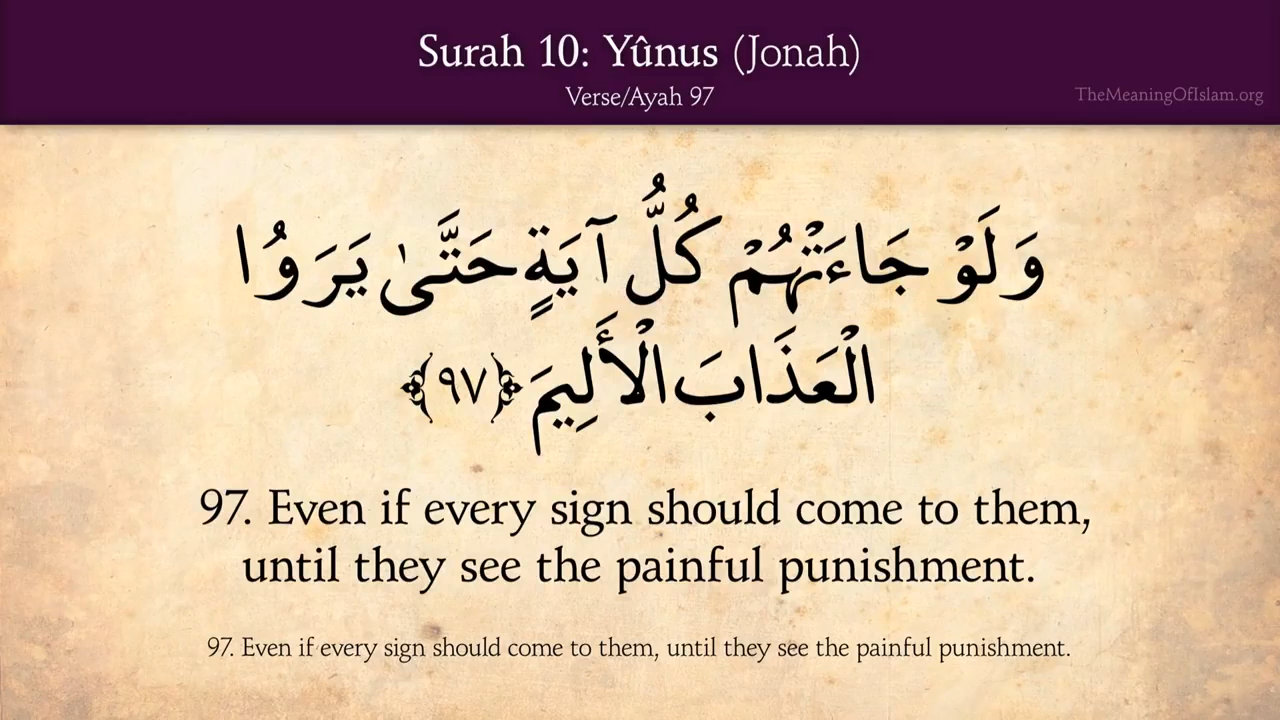 Surah 10: Yûnus (Jonah)
Verse/Ayah 97
TheMeaningOfIslam.org
وَلَوْ جَاءَتْهُمْ كُلُّ آيَةٍ حَتَّىٰ يَرَوُا
الْعَذَابَ الْأَلِيمَ ﴿٩٧﴾
97. Even if every sign should come to them,
until they see the painful punishment.
97. Even if every sign should come to them, until they see the painful punishment.